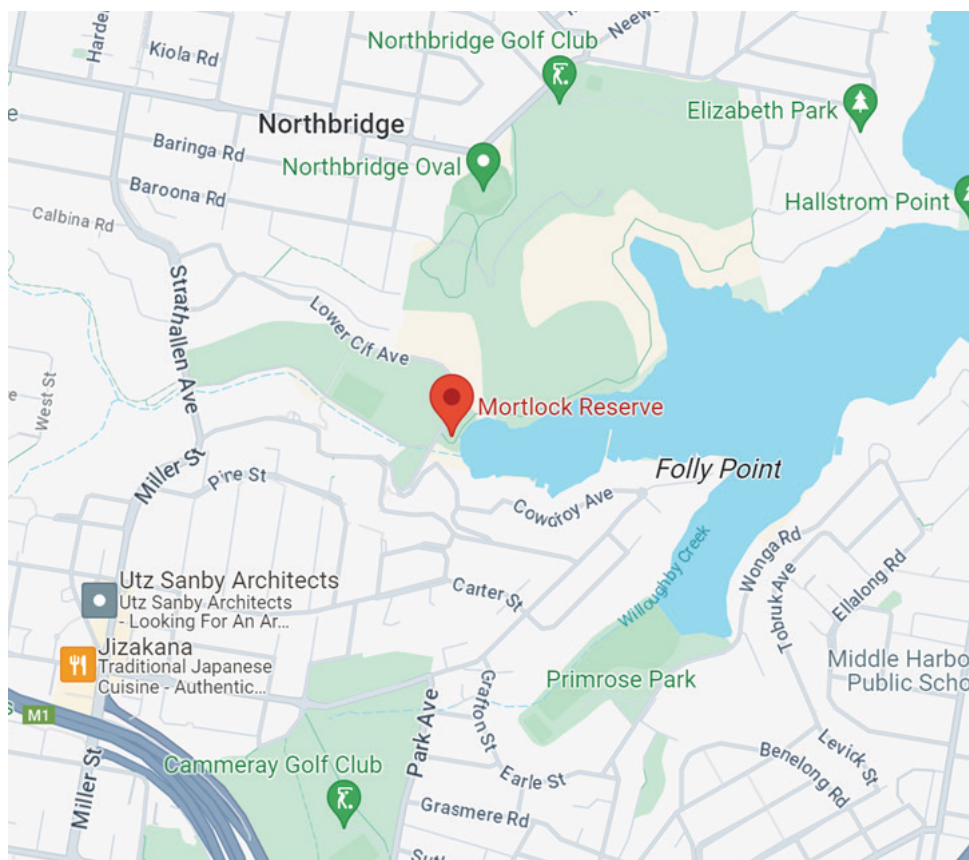 Northbridge Golf Club
Kiola Rd
Elizabeth Park
Northbridge
Baringa Rd
Northbridge Oval
Baroona Rd
Hallstrom Point
Calbina Rd
Strathallen Ave
Lower Clf Ave
West St
Mortlock Reserve
Miller St
Folly Point
Pire St
Cowdroy Ave
Willoughby Creek
Wonga Rd
Tobruk Ave
Ellalong Rd
Utz Sanby Architects
Utz Sanby Architects
- Looking For An Ar...
Carter St
Jizakana
Traditional Japanese
Cuisine - Authentic...
Middle Harbo
Public Scho
Primrose Park
Grafton St
Park Ave
M1
Levick St
Benelong Rd
Cammeray Golf Club
Earle St
Miller St
Grasmere Rd